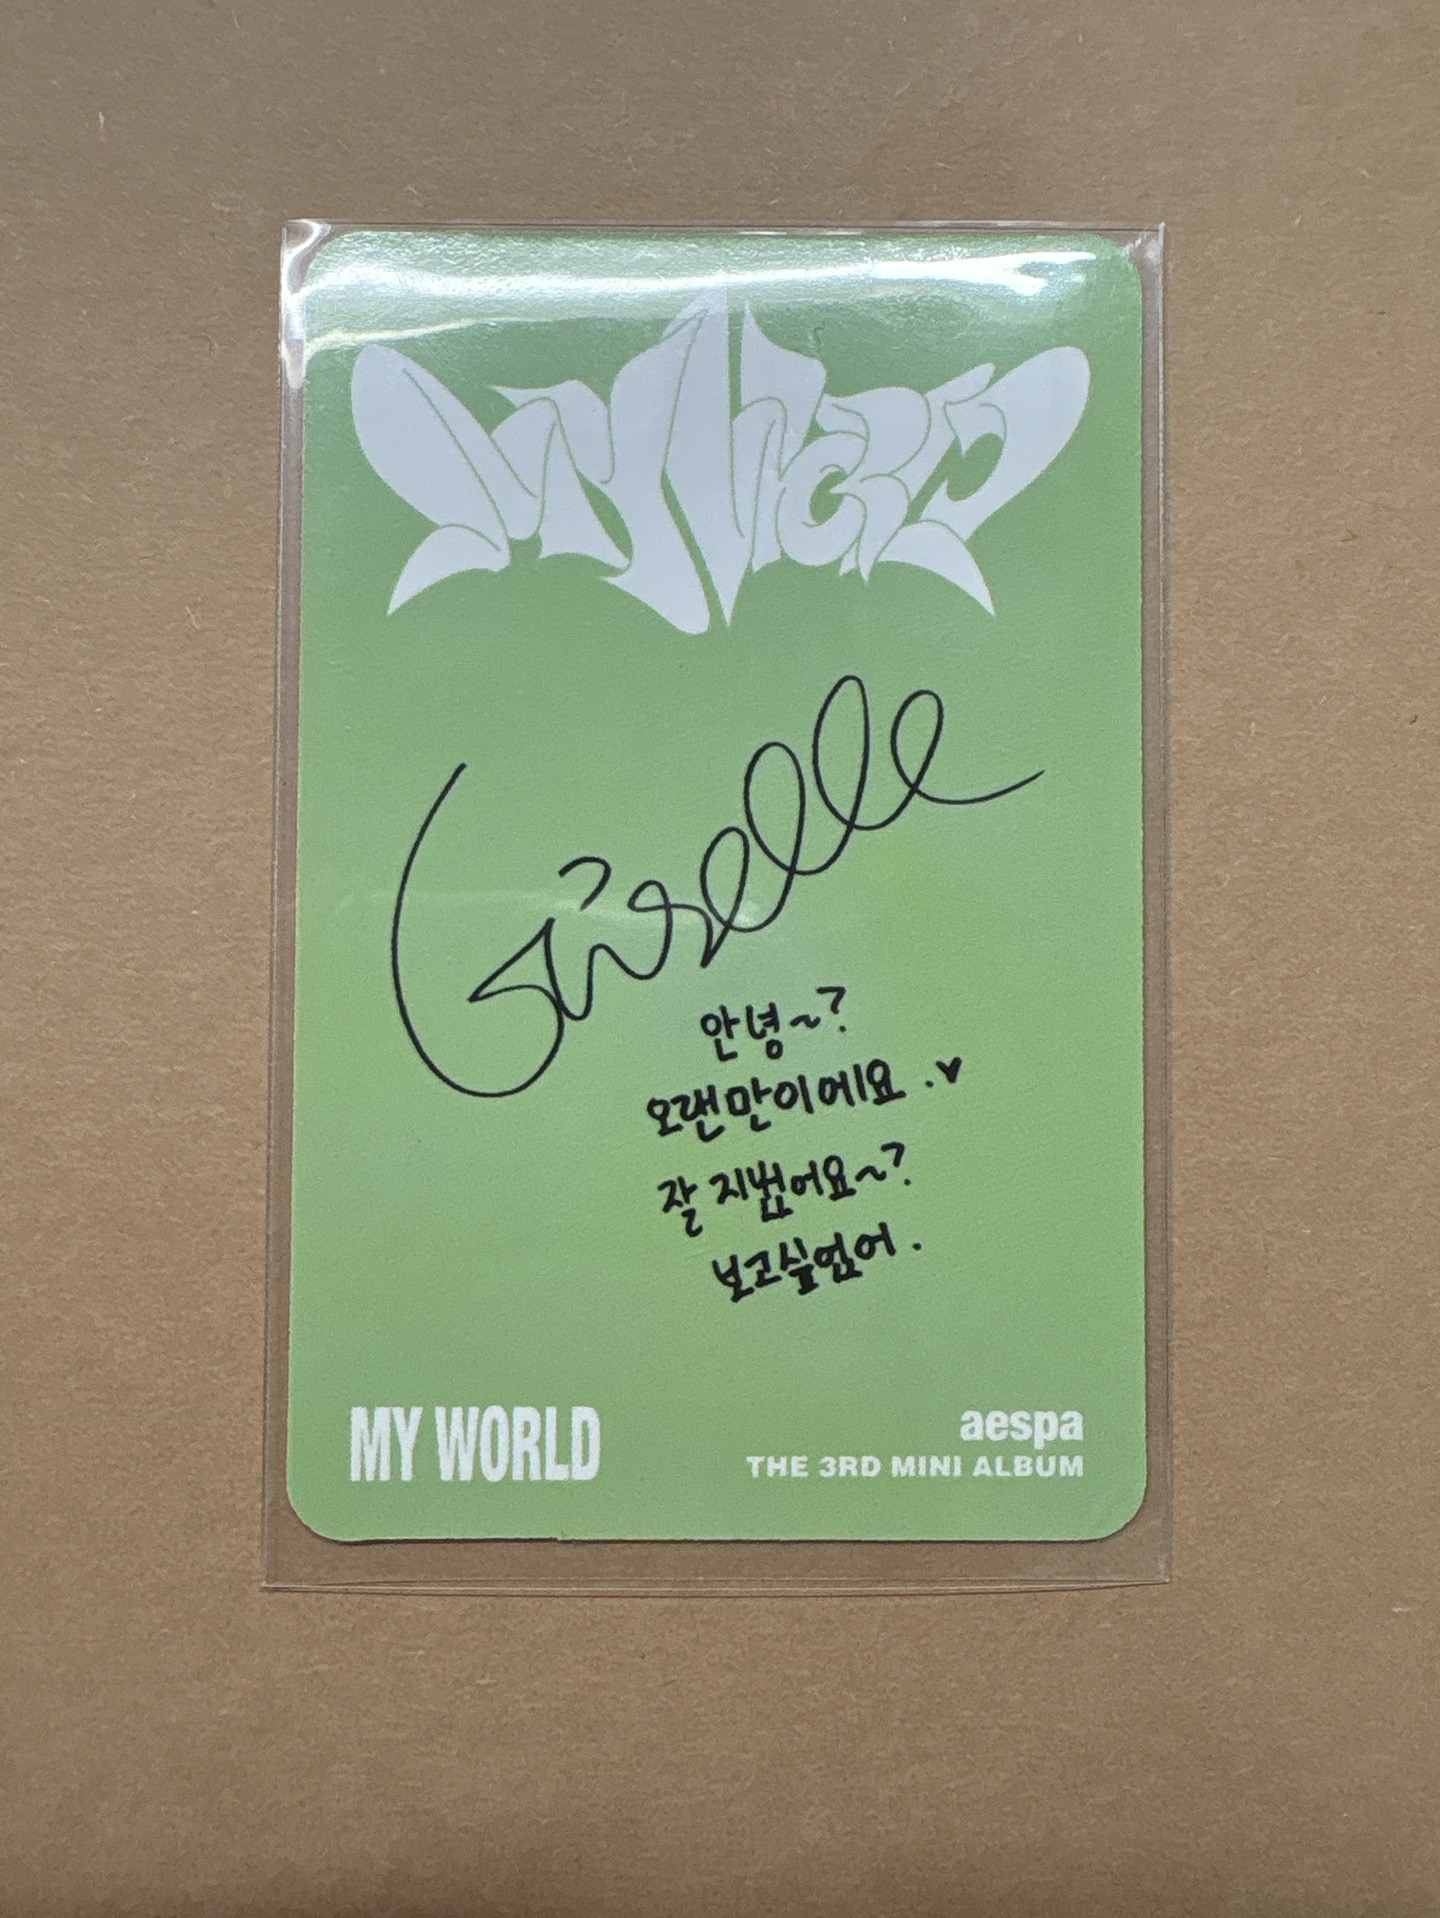 MY WORLD
Giselle
안녕~?
오랜만이에요.♥
잘 지냈어요~?
보고싶었어.
MY WORLD
aespa
THE 3RD MINI ALBUM